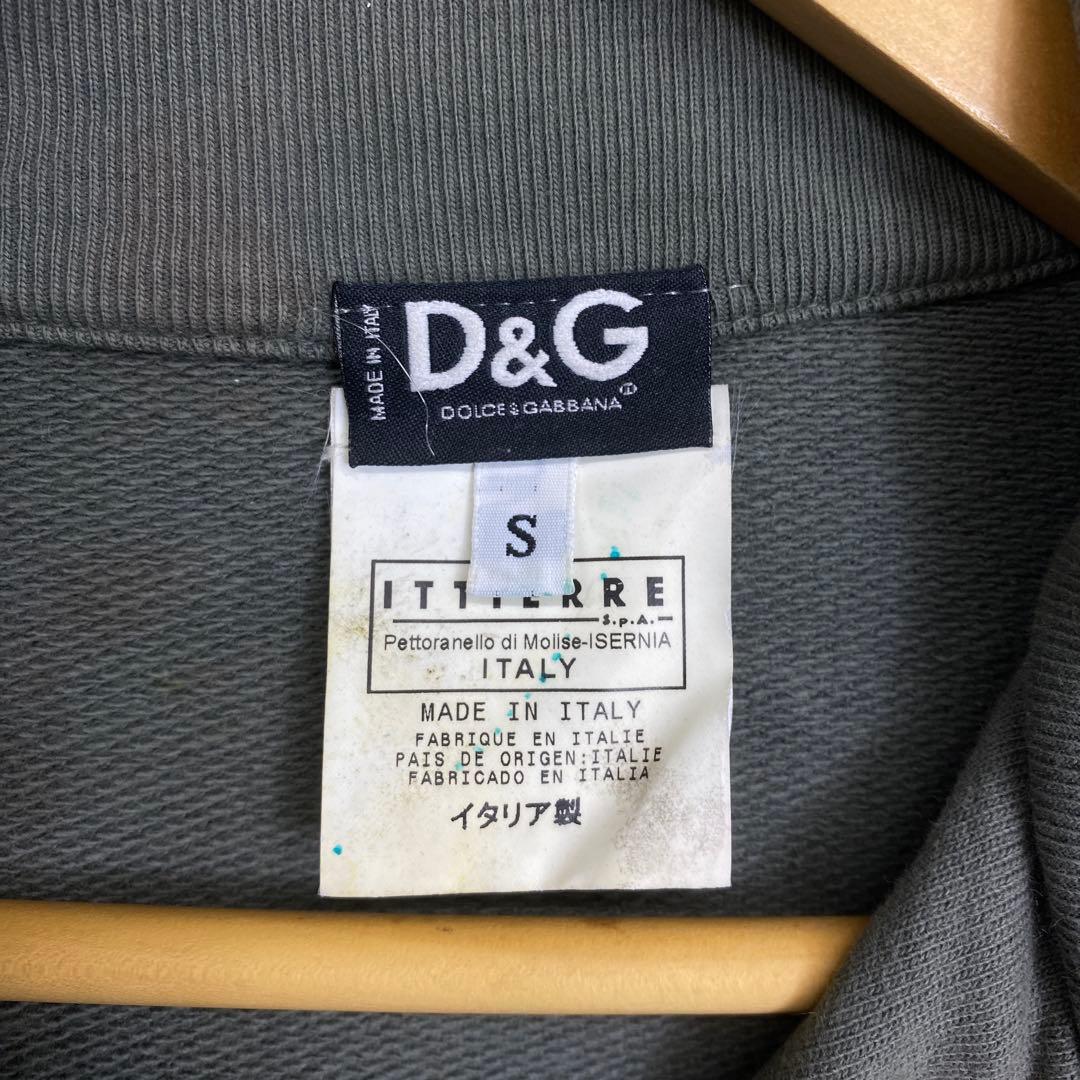 MADE IN ITALY
D&G
®
DOLCE & GABBANA
S
ITTIERRE
S.p.A.
Pettoranello di Molise-ISERNIA
ITALY
MADE IN ITALY
FABRIQUE EN ITALIE
PAIS DE ORIGEN:ITALIE
FABRICADO EN ITALIA
イタリア製